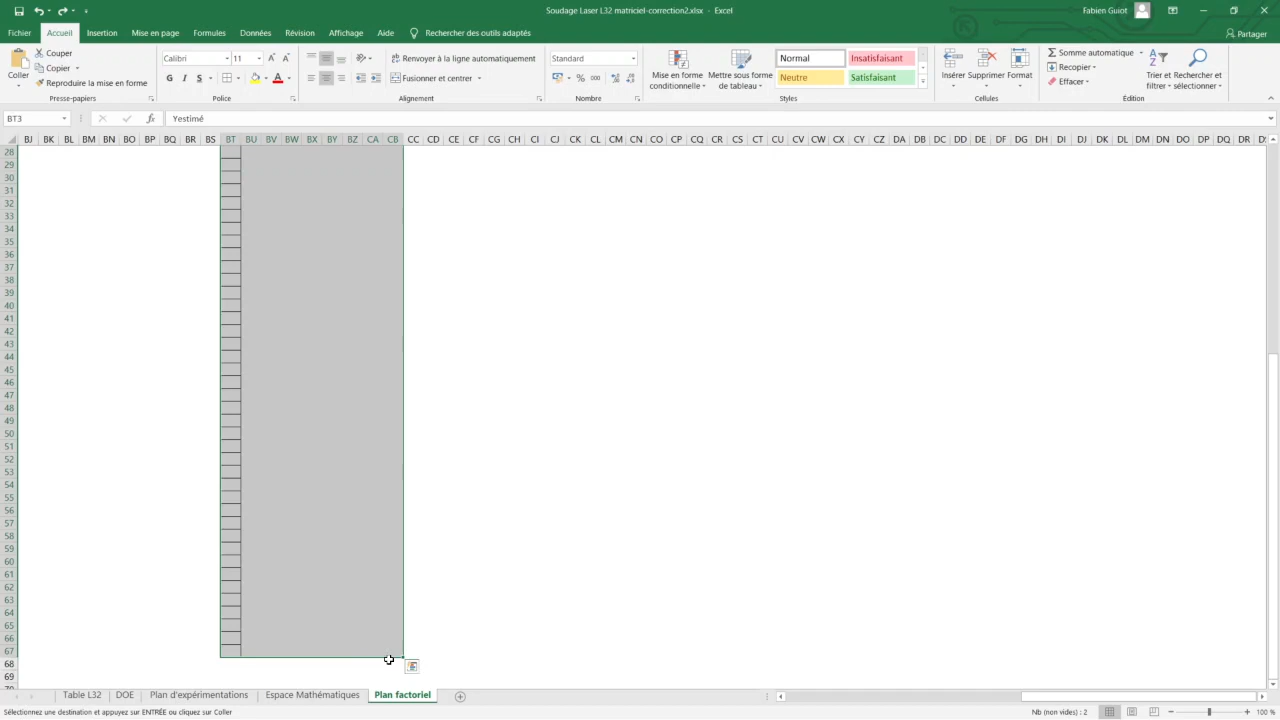 Soudage Laser L32 matriciel-correction2.xlsx - Excel
Fabien Guiot
Fichier Accueil Insertion Mise en page Formules Données Révision Affichage Aide Rechercher des outils adaptés Partager
Coller
Couper
Copier
Reproduire la mise en forme
Presse-papiers
Calibri 11
G I S
Police
Renvoyer à la ligne automatiquement
Fusionner et centrer
Alignement
Standard
% 000
Nombre
Mise en forme conditionnelle
Mettre sous forme de tableau
Normal Insatisfaisant
Neutre Satisfaisant
Styles
Insérer Supprimer Format
Cellules
Somme automatique
Recopier
Effacer
Trier et filtrer
Rechercher et sélectionner
Édition
BT3 fx Yestimé
BJ BK BL BM BN BO BP BQ BR BS BT BU BV BW BX BY BZ CA CB CC CD CE CF CG CH CI CJ CK CL CM CN CO CP CQ CR CS CT CU CV CW CX CY CZ DA DB DC DD DE DF DG DH DI DJ DK DL DM DN DO DP DQ DR
28
29
30
31
32
33
34
35
36
37
38
39
40
41
42
43
44
45
46
47
48
49
50
51
52
53
54
55
56
57
58
59
60
61
62
63
64
65
66
67
68
69
Table L32 DOE Plan d'expérimentations Espace Mathématiques Plan factoriel
Sélectionnez une destination et appuyez sur ENTRÉE ou cliquez sur Coller
Nb (non vides) : 2
100 %